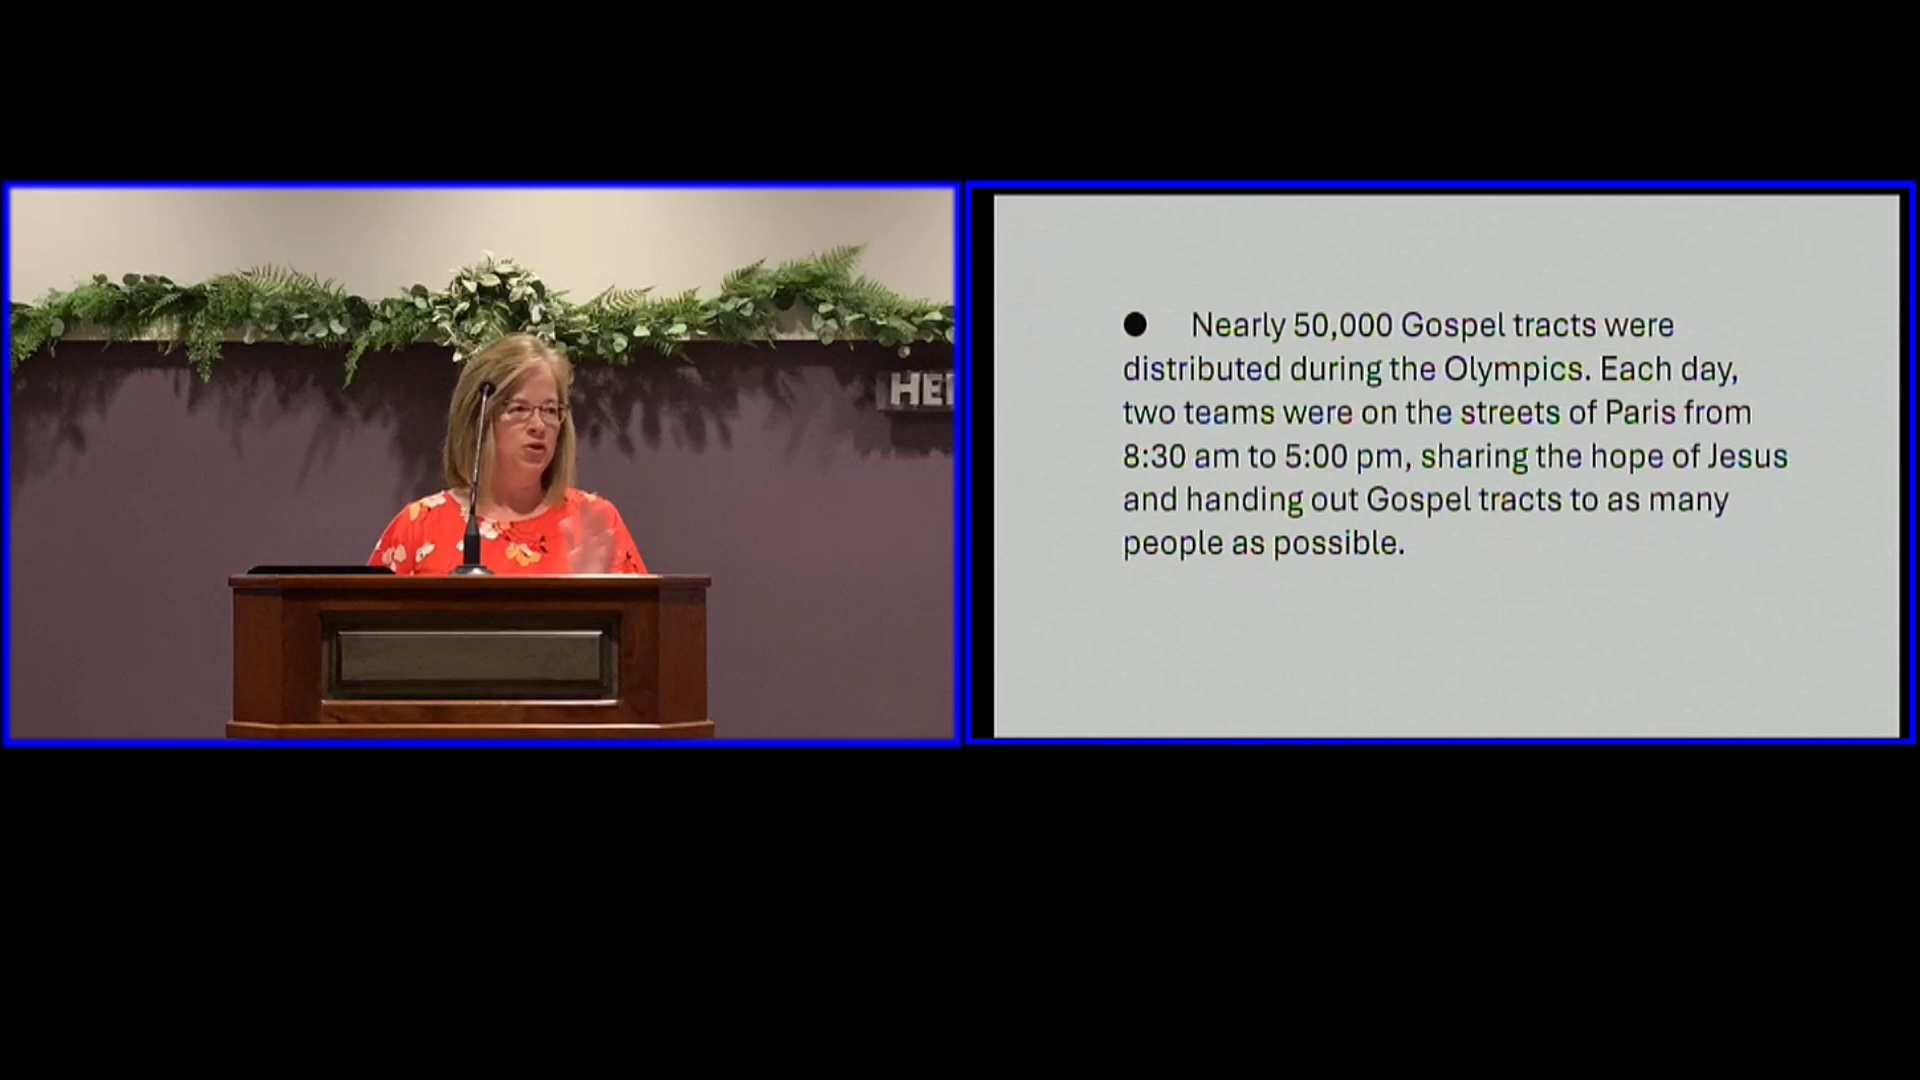 HE
● Nearly 50,000 Gospel tracts were
distributed during the Olympics. Each day,
two teams were on the streets of Paris from
8:30 am to 5:00 pm, sharing the hope of Jesus
and handing out Gospel tracts to as many
people as possible.